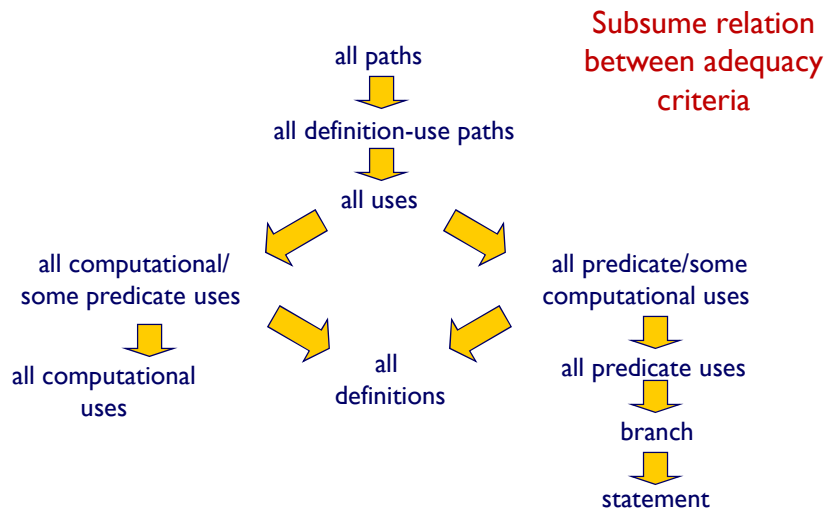 Subsume relation
between adequacy
criteria
all paths
all definition-use paths
all uses
all computational/
some predicate uses
all predicate/some
computational uses
all computational
uses
all
definitions
all predicate uses
branch
statement